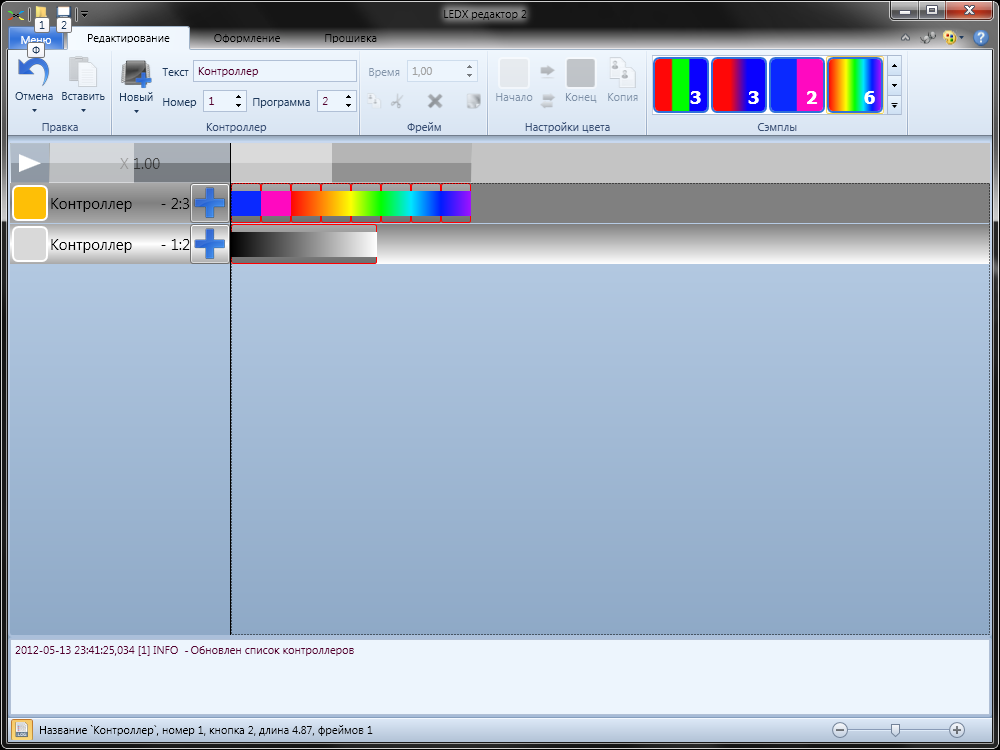 LEDX редактор 2
1
2
Меню
Ф
Редактирование
Оформление
Прошивка
Отмена
Вставить
Правка
Новый
Текст
Контроллер
Номер
1
Программа
2
Контроллер
Время
1,00
Фрейм
Начало
Конец
Копия
Настройки цвета
3
3
2
6
Сэмплы
X 1.00
Контроллер - 2:3
Контроллер - 1:2
2012-05-13 23:41:25,034 [1] INFO - Обновлен список контроллеров
LOG
Название `Контроллер`, номер 1, кнопка 2, длина 4.87, фреймов 1